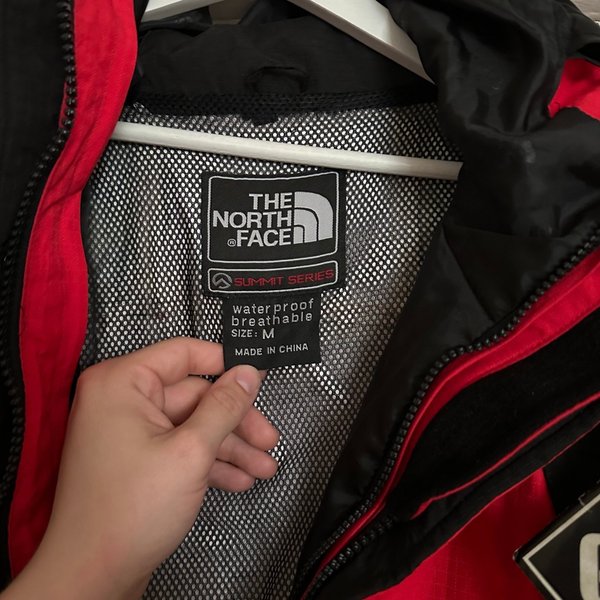 THE
NORTH
FACE
®
SUMMIT SERIES
waterproof
breathable
SIZE: M
MADE IN CHINA